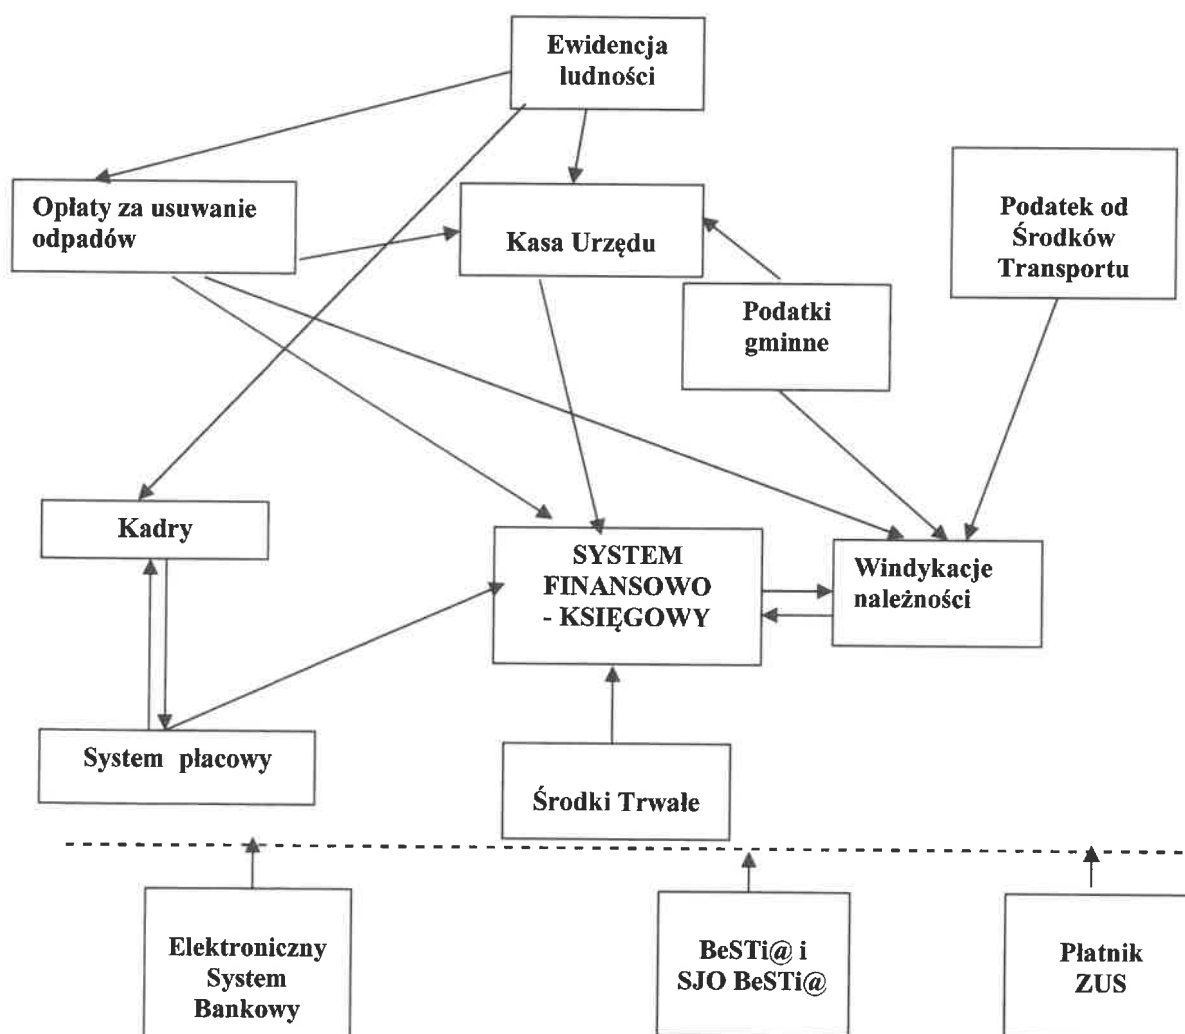 Ewidencja
ludności
Opłaty za usuwanie
odpadów
Kasa Urzędu
Podatek od
Środków
Transportu
Podatki
gminne
Kadry
SYSTEM
FINANSOWO
- KSIĘGOWY
Windykacje
należności
System płacowy
Środki Trwałe
Elektroniczny
System
Bankowy
BeSTi@ i
SJO BeSTi@
Płatnik
ZUS